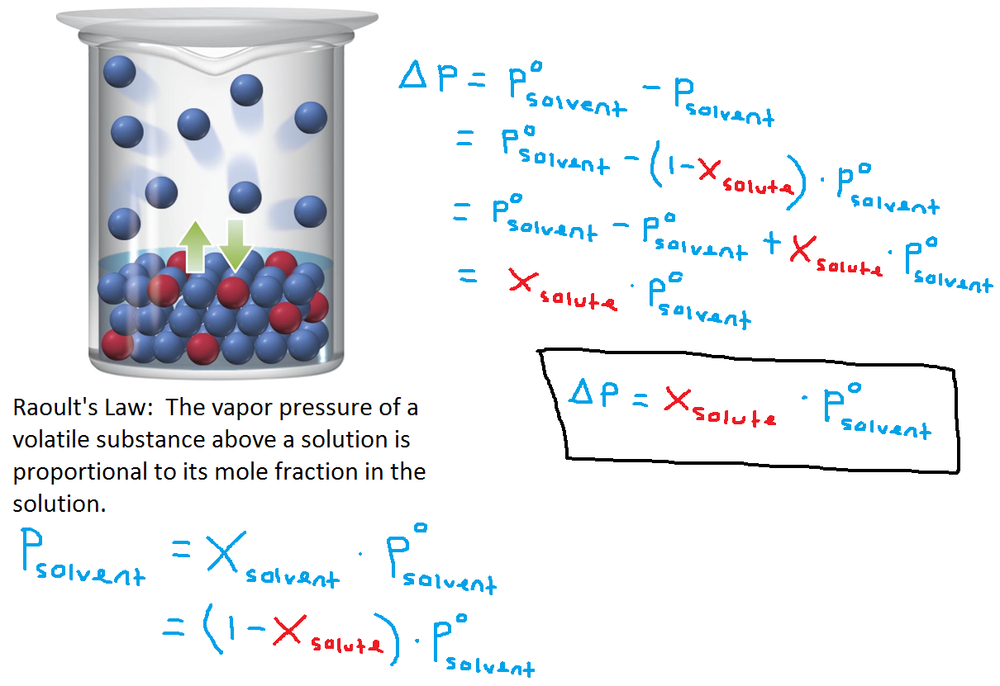 ΔP = P°solvent - Psolvent
= P°solvent - (1-Xsolute) · P°solvent
= P°solvent - P°solvent + Xsolute · P°solvent
= Xsolute · P°solvent
ΔP = Xsolute · P°solvent
Raoult's Law:  The vapor pressure of a
volatile substance above a solution is
proportional to its mole fraction in the
solution.
Psolvent = Xsolvent · P°solvent
= (1-Xsolute) · P°solvent